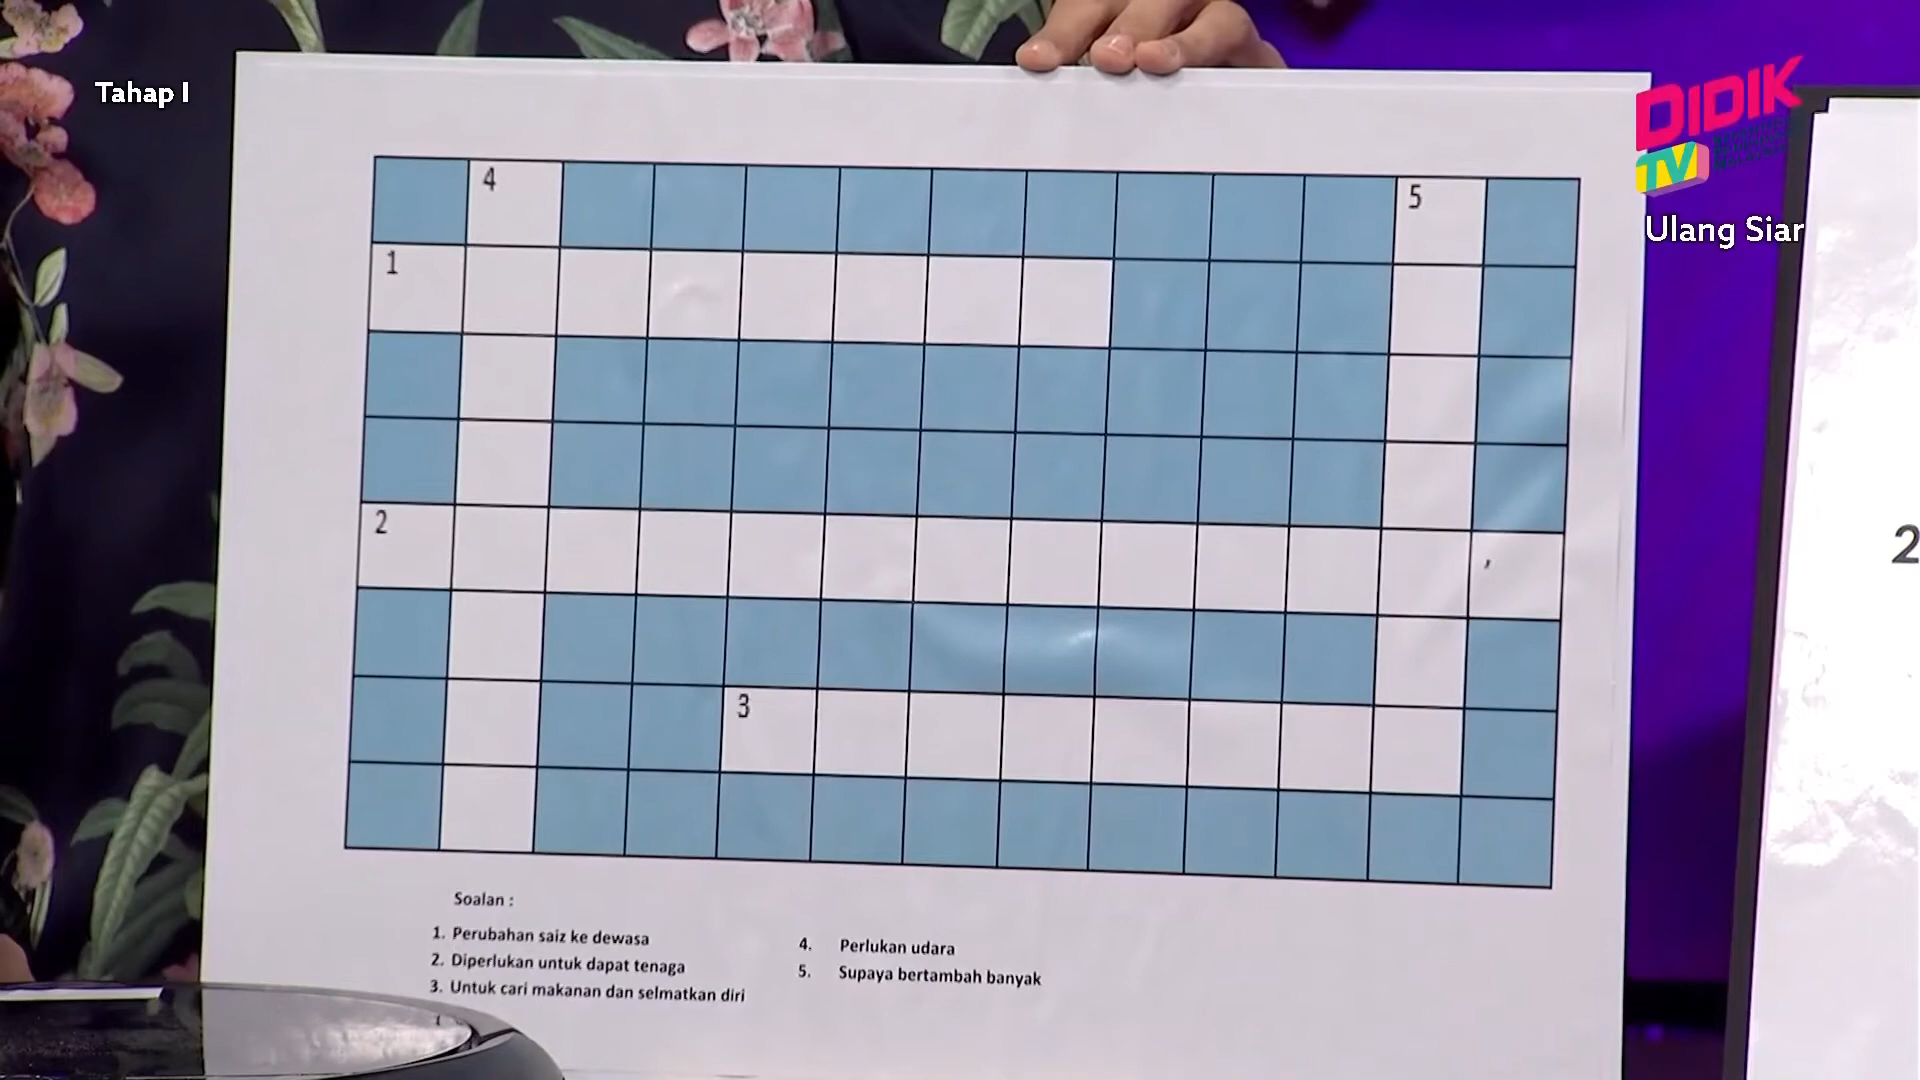 Tahap I
DIDIK
TV
Ulang Siar
4
5
1
2
,
3
2
Soalan :
1. Perubahan saiz ke dewasa
2. Diperlukan untuk dapat tenaga
3. Untuk cari makanan dan selmatkan diri
4. Perlukan udara
5. Supaya bertambah banyak